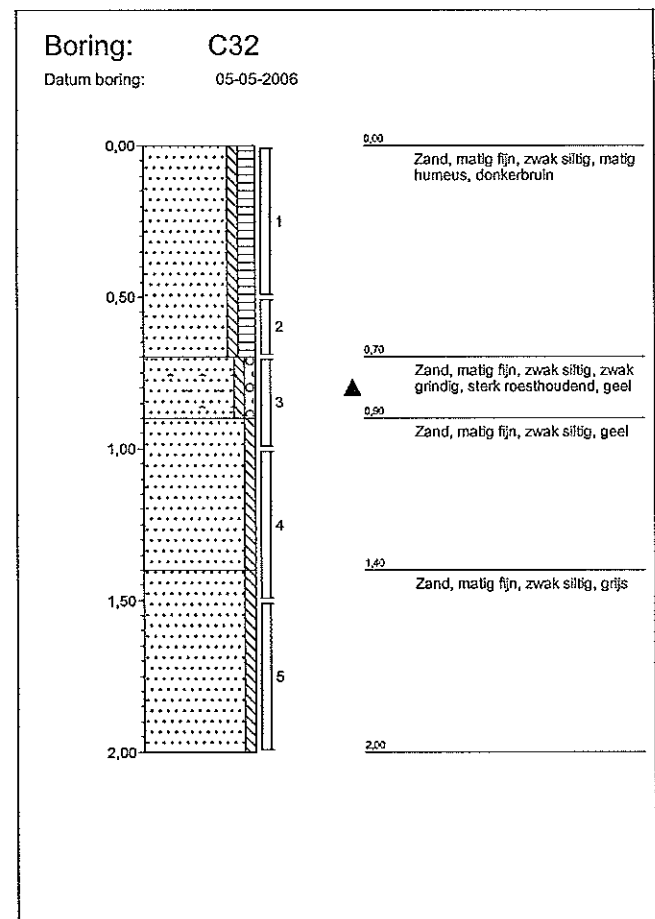 Boring: C32
Datum boring: 05-05-2006
0,00
0,50
1,00
1,50
2,00
1
2
3
4
5
0,00
Zand, matig fijn, zwak siltig, matig
humeus, donkerbruin
0,70
Zand, matig fijn, zwak siltig, zwak
grindig, sterk roesthoudend, geel
0,90
Zand, matig fijn, zwak siltig, geel
1,40
Zand, matig fijn, zwak siltig, grijs
2,00